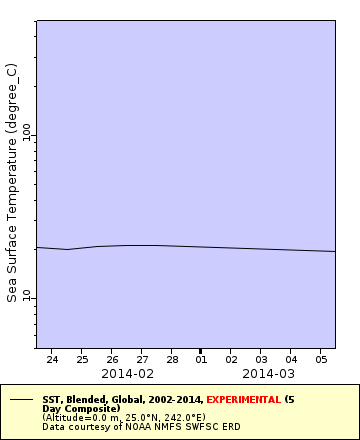 Sea Surface Temperature (degree_C)
100
10
24 25 26 27 28 01 02 03 04 05
2014-02 2014-03
SST, Blended, Global, 2002-2014, EXPERIMENTAL (5
Day Composite)
(Altitude=0.0 m, 25.0°N, 242.0°E)
Data courtesy of NOAA NMFS SWFSC ERD